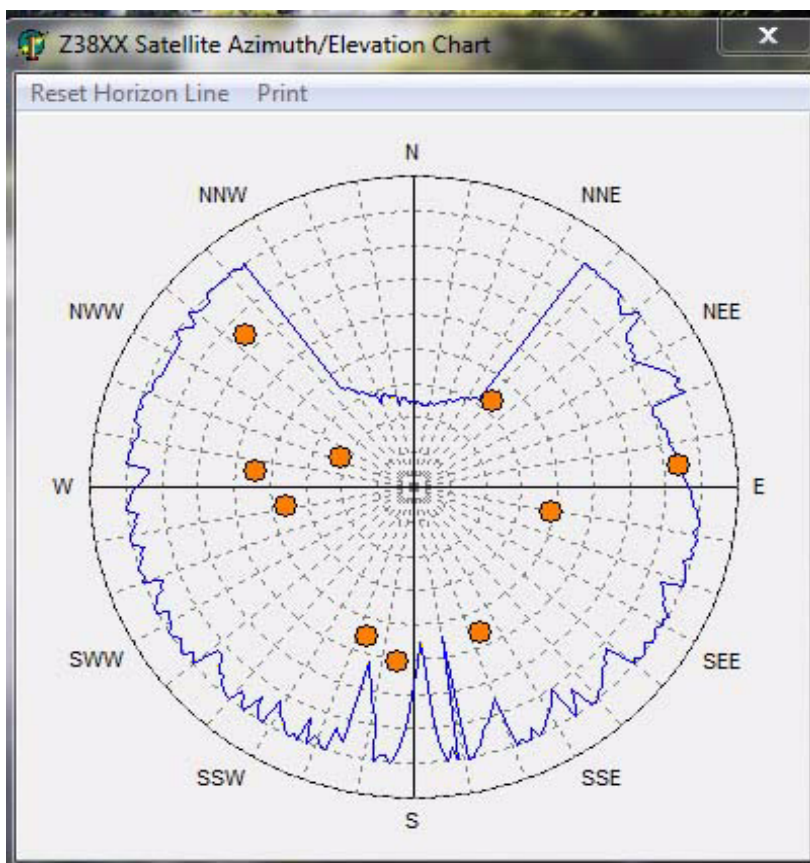 Z38XX Satellite Azimuth/Elevation Chart
Reset Horizon Line Print
N
NNW NNE
NWW NEE
W E
SWW SEE
SSW SSE
S